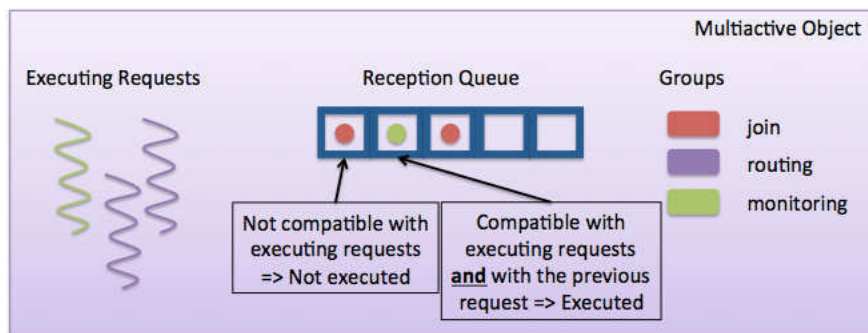 Multiactive Object
Executing Requests
Reception Queue
Groups
join
routing
monitoring
Not compatible with
executing requests
=> Not executed
Compatible with
executing requests
and with the previous
request => Executed